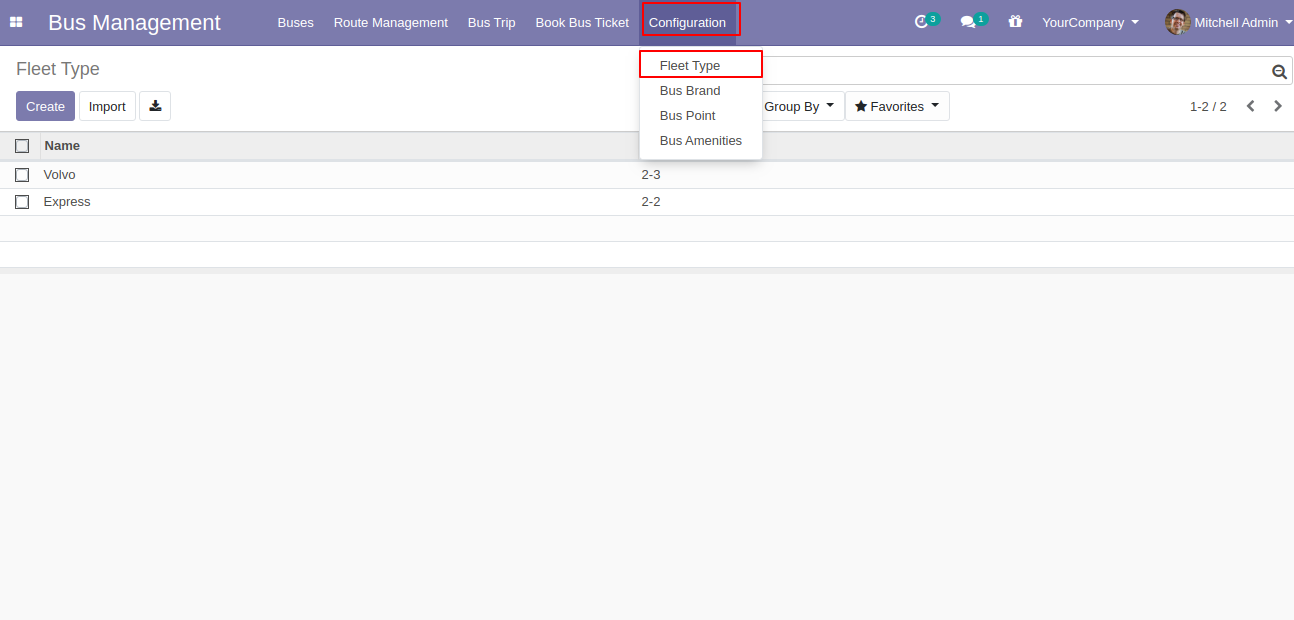 Bus Management Buses Route Management Bus Trip Book Bus Ticket Configuration 3 1 YourCompany Mitchell Admin
Fleet Type
Fleet Type
Bus Brand
Bus Point
Bus Amenities
Create Import Group By Favorites 1-2 / 2
Name
Volvo 2-3
Express 2-2